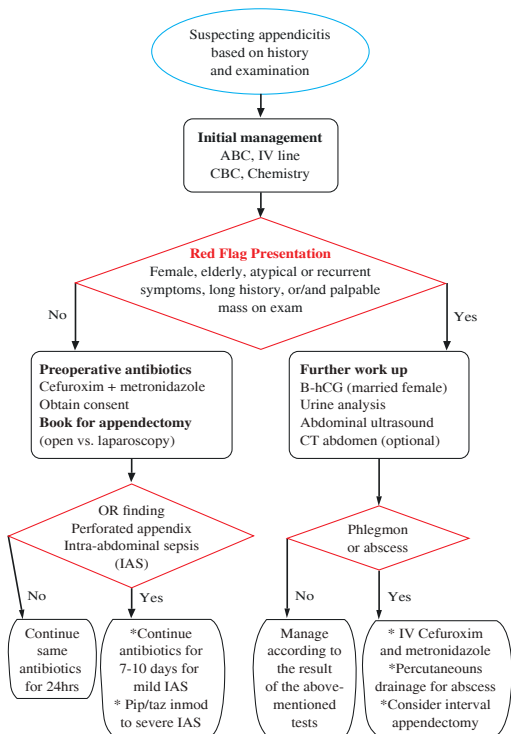 Suspecting appendicitis
based on history
and examination
Initial management
ABC, IV line
CBC, Chemistry
Red Flag Presentation
Female, elderly, atypical or recurrent
symptoms, long history, or/and palpable
mass on exam
No
Yes
Preoperative antibiotics
Cefuroxim + metronidazole
Obtain consent
Book for appendectomy
(open vs. laparoscopy)
Further work up
B-hCG (married female)
Urine analysis
Abdominal ultrasound
CT abdomen (optional)
OR finding
Perforated appendix
Intra-abdominal sepsis
(IAS)
Phlegmon
or abscess
No
Yes
No
Yes
Continue
same
antibiotics
for 24hrs
*Continue
antibiotics for
7-10 days for
mild IAS
* Pip/taz inmod
to severe IAS
Manage
according to
the result
of the above-
mentioned
tests
* IV Cefuroxim
and metronidazole
*Percutaneouns
drainage for abscess
*Consider interval
appendectomy